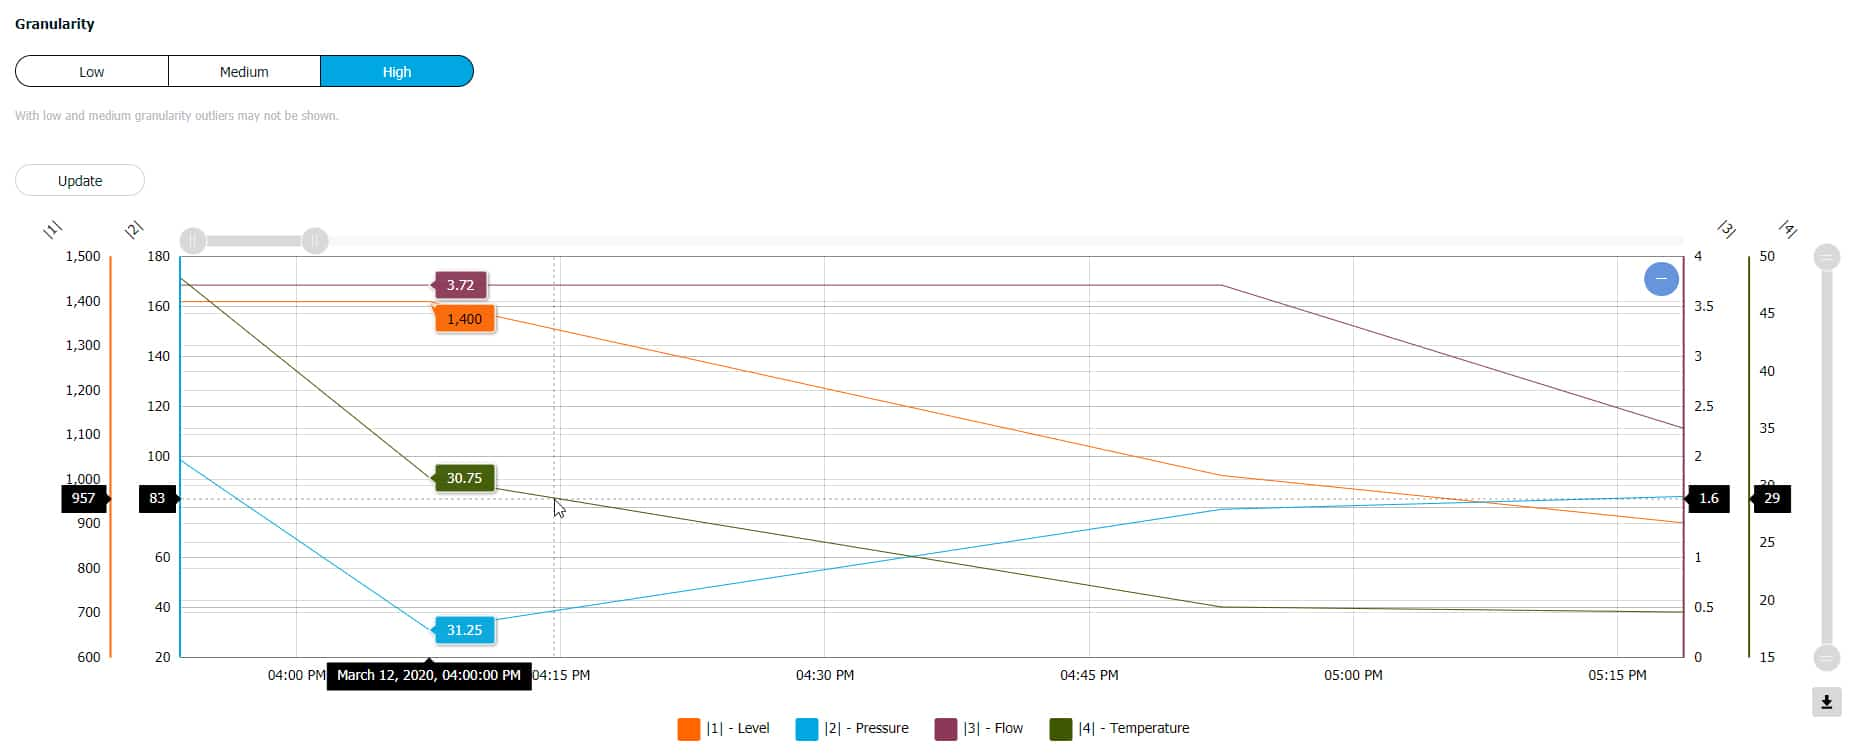 Granularity
Low Medium High
With low and medium granularity outliers may not be shown.
Update
|1| |2| |3| |4|
1,500 180 4 50
3.72
1,400 160 3.5 45
1,400
1,300 140 3 40
1,200 120 2.5 35
1,100 100 2 30
1,000
30.75
957 83 1.6 29
900 60 1 25
800 40 0.5 20
700
31.25
600 20 0 15
04:00 PM March 12, 2020, 04:00:00 PM 04:15 PM 04:30 PM 04:45 PM 05:00 PM 05:15 PM
|1| - Level |2| - Pressure |3| - Flow |4| - Temperature